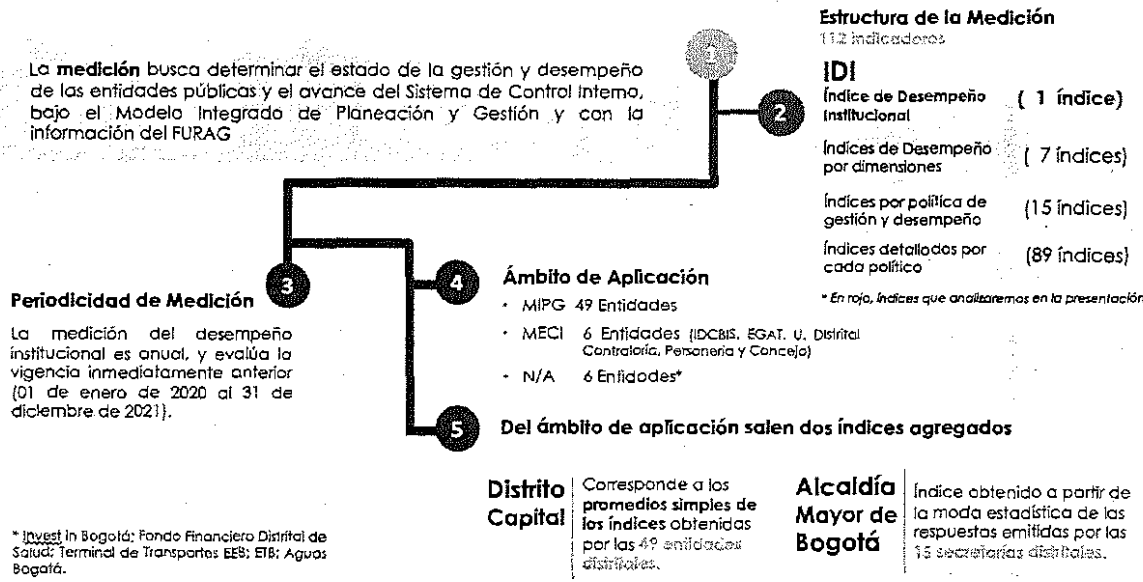 1
La medición busca determinar el estado de la gestión y desempeño
de las entidades públicas y el avance del Sistema de Control Interno,
bajo el Modelo Integrado de Planeación y Gestión y con la
información del FURAG
Estructura de la Medición
112 indicadores
2
IDI
Índice de Desempeño
Institucional
( 1 índice)
Índices de Desempeño
por dimensiones
( 7 índices)
Índices por política de
gestión y desempeño
(15 índices)
Índices detallados por
cada política
(89 índices)
* En rojo, índices que analizaremos en la presentación
3
Periodicidad de Medición
La medición del desempeño
institucional es anual, y evalúa la
vigencia inmediatamente anterior
(01 de enero de 2020 al 31 de
diciembre de 2021).
4
Ámbito de Aplicación
• MIPG 49 Entidades
• MECI 6 Entidades (IDCBIS, EGAT, U. Distrital
Contraloría, Personería y Concejo)
• N/A 6 Entidades*
5
Del ámbito de aplicación salen dos índices agregados
Distrito
Capital
Corresponde a los
promedios simples de
los índices obtenidas
por las 49 entidades
distritales.
Alcaldía
Mayor de
Bogotá
Índice obtenido a partir de
la moda estadística de las
respuestas emitidas por las
15 secretarías distritales.
* Invest in Bogotá; Fondo Financiero Distrital de
Salud; Terminal de Transportes EEB; ETB; Aguas
Bogotá.